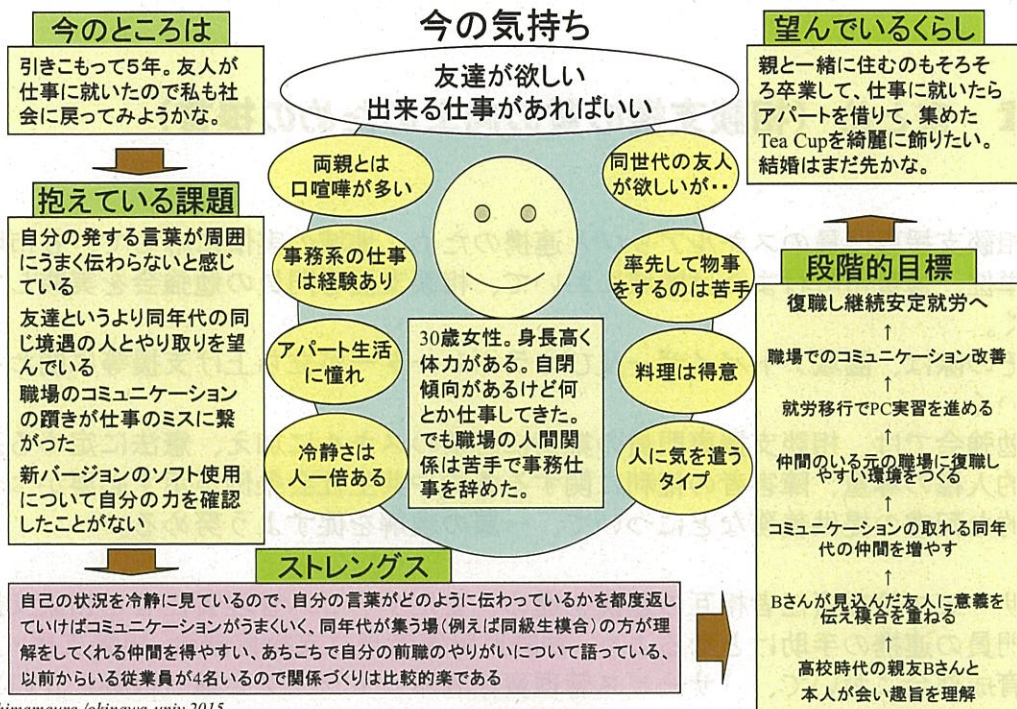 今の気持ち
友達が欲しい
出来る仕事があればいい
今のところは
引きこもって5年。友人が
仕事に就いたので私も社
会に戻ってみようかな。
抱えている課題
自分の発する言葉が周囲
にうまく伝わらないと感じ
ている
友達というより同年代の同
じ境遇の人とやり取りを望
んでいる
職場のコミュニケーション
の躓きが仕事のミスに繋
がった
新バージョンのソフト使用
について自分の力を確認
したことがない
両親とは
口喧嘩が多い
事務系の仕事
は経験あり
アパート生活
に憧れ
冷静さは
人一倍ある
30歳女性。身長高く
体力がある。自閉
傾向があるけど何
とか仕事してきた。
でも職場の人間関
係は苦手で事務仕
事を辞めた。
同世代の友人
が欲しいが・・
率先して物事
をするのは苦手
料理は得意
人に気を遣う
タイプ
ストレングス
自己の状況を冷静に見ているので、自分の言葉がどのように伝わっているかを都度返し
ていけばコミュニケーションがうまくいく、同年代が集う場(例えば同級生模合)の方が理
解をしてくれる仲間を得やすい、あちこちで自分の前職のやりがいについて語っている、
以前からいる従業員が4名いるので関係づくりは比較的楽である
望んでいるくらし
親と一緒に住むのもそろそ
ろ卒業して、仕事に就いたら
アパートを借りて、集めた
Tea Cupを綺麗に飾りたい。
結婚はまだ先かな。
段階的目標
復職し継続安定就労へ
↑
職場でのコミュニケーション改善
↑
就労移行でPC実習を進める
↑
仲間のいる元の職場に復職し
やすい環境をつくる
↑
コミュニケーションの取れる同年
代の仲間を増やす
↑
Bさんが見込んだ友人に意義を
伝え模合を重ねる
↑
高校時代の親友Bさんと
本人が会い趣旨を理解